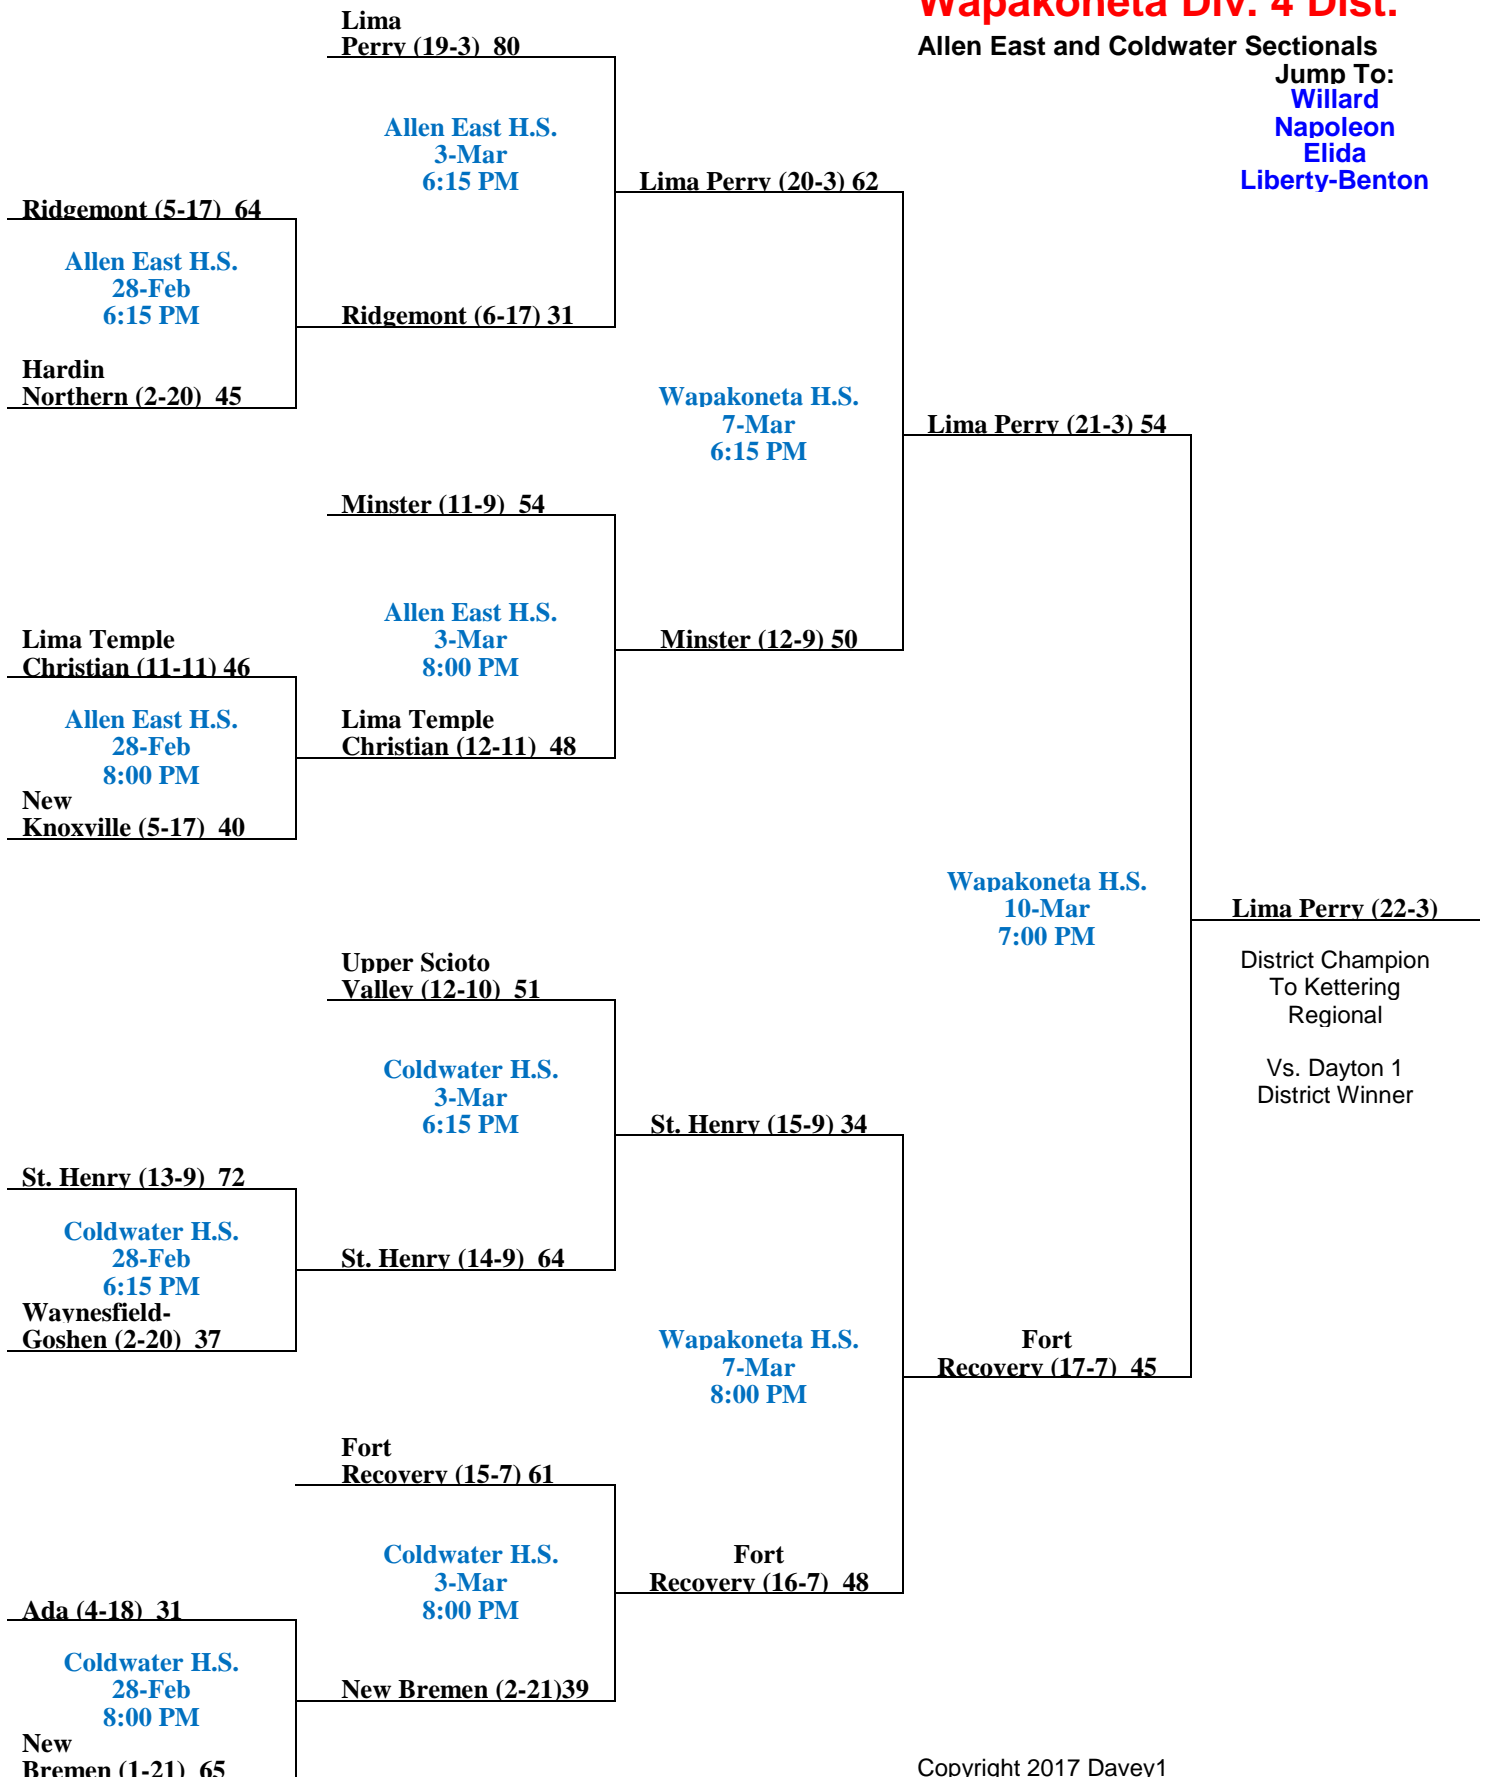 Wapakoneta Div. 4 Dist.
Allen East and Coldwater Sectionals
Jump To:
Willard
Napoleon
Elida
Liberty-Benton
Lima
Perry (19-3) 80
Allen East H.S.
3-Mar
6:15 PM
Lima Perry (20-3) 62
Ridgemont (5-17) 64
Allen East H.S.
28-Feb
6:15 PM
Ridgemont (6-17) 31
Hardin
Northern (2-20) 45
Wapakoneta H.S.
7-Mar
6:15 PM
Lima Perry (21-3) 54
Minster (11-9) 54
Allen East H.S.
3-Mar
8:00 PM
Minster (12-9) 50
Lima Temple
Christian (11-11) 46
Allen East H.S.
28-Feb
8:00 PM
Lima Temple
Christian (12-11) 48
New
Knoxville (5-17) 40
Wapakoneta H.S.
10-Mar
7:00 PM
Lima Perry (22-3)
District Champion
To Kettering
Regional
Vs. Dayton 1
District Winner
Upper Scioto
Valley (12-10) 51
Coldwater H.S.
3-Mar
6:15 PM
St. Henry (15-9) 34
St. Henry (13-9) 72
Coldwater H.S.
28-Feb
6:15 PM
St. Henry (14-9) 64
Waynesfield-
Goshen (2-20) 37
Wapakoneta H.S.
7-Mar
8:00 PM
Fort
Recovery (17-7) 45
Fort
Recovery (15-7) 61
Coldwater H.S.
3-Mar
8:00 PM
Fort
Recovery (16-7) 48
Ada (4-18) 31
Coldwater H.S.
28-Feb
8:00 PM
New Bremen (2-21)39
New
Bremen (1-21) 65
Copyright 2017 Davey1